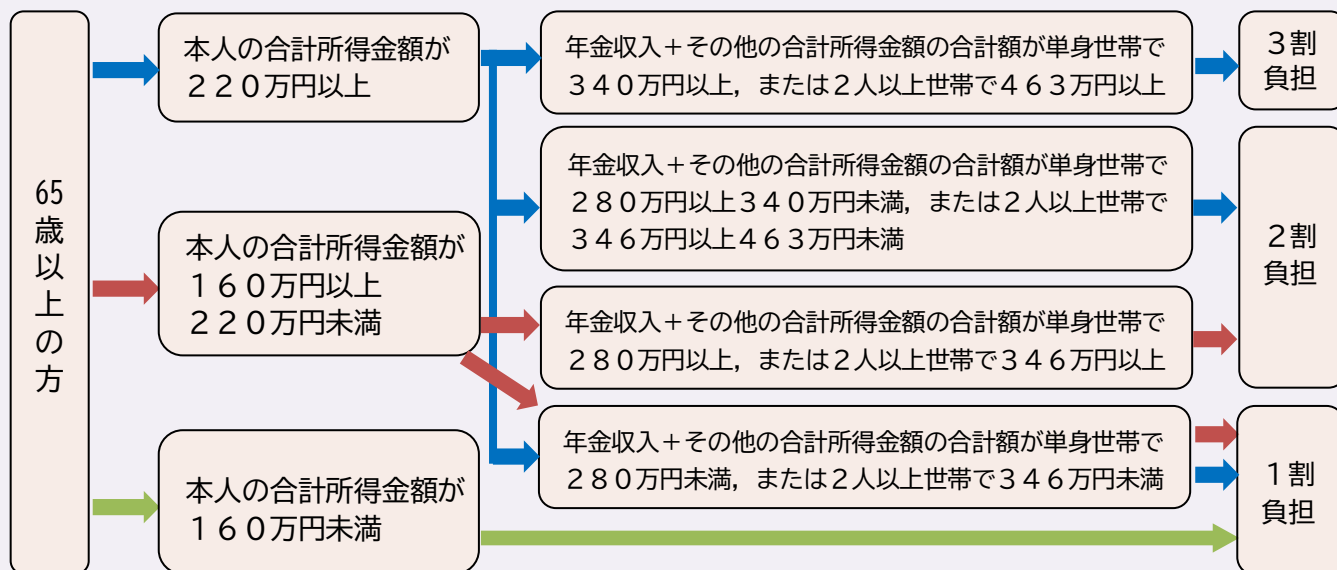 65歳以上の方
本人の合計所得金額が
２２０万円以上
年金収入＋その他の合計所得金額の合計額が単身世帯で
３４０万円以上，または２人以上世帯で４６３万円以上
３割
負担
年金収入＋その他の合計所得金額の合計額が単身世帯で
２８０万円以上３４０万円未満，または２人以上世帯で
３４６万円以上４６３万円未満
２割
負担
本人の合計所得金額が
１６０万円以上
２２０万円未満
年金収入＋その他の合計所得金額の合計額が単身世帯で
２８０万円以上，または２人以上世帯で３４６万円以上
年金収入＋その他の合計所得金額の合計額が単身世帯で
２８０万円未満，または２人以上世帯で３４６万円未満
１割
負担
本人の合計所得金額が
１６０万円未満